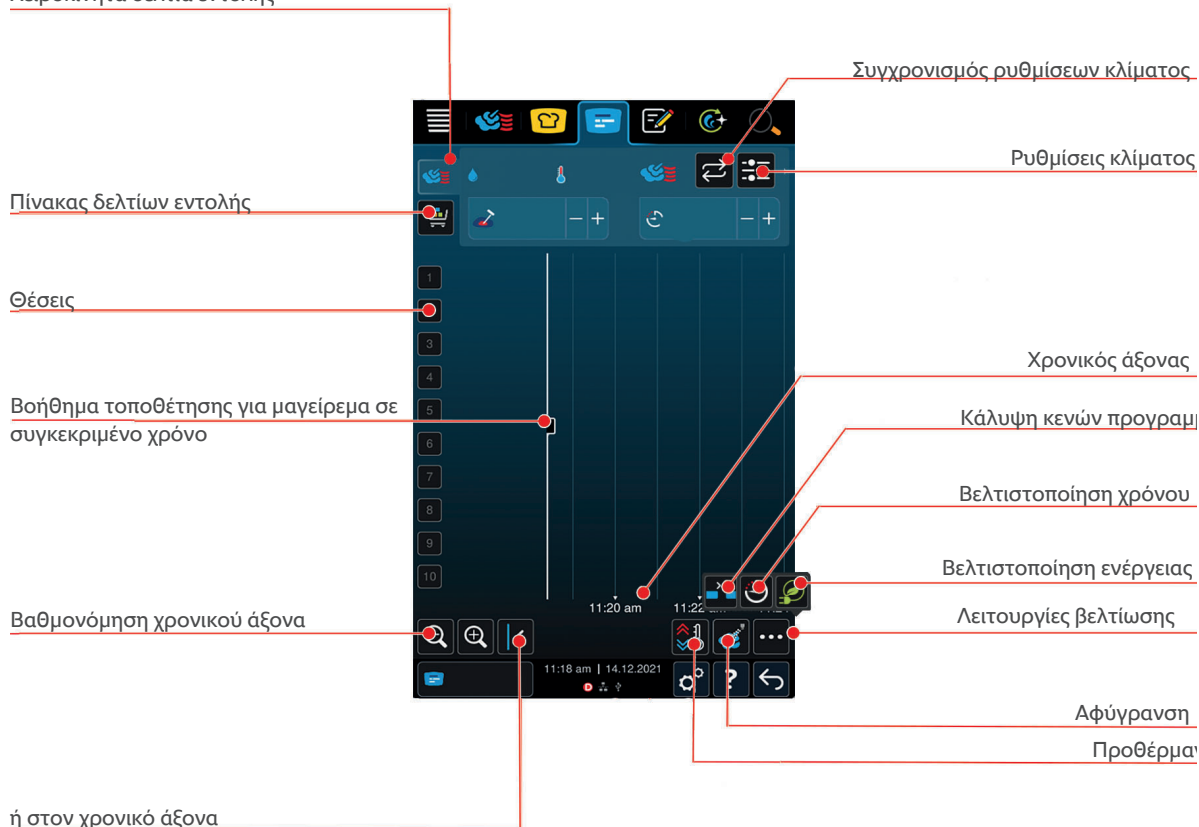 Συγχρονισμός ρυθμίσεων κλίματος
Ρυθμίσεις κλίματος
Πίνακας δελτίων εντολής
Θέσεις
Χρονικός άξονας
Βοήθημα τοποθέτησης για μαγείρεμα σε
συγκεκριμένο χρόνο
Κάλυψη κενών
Βελτιστοποίηση χρόνου
Βελτιστοποίηση ενέργειας
Λειτουργίες βελτίωσης
Βαθμονόμηση χρονικού άξονα
Αφύγρανση
ή στον χρονικό άξονα
1
3
4
5
6
7
8
9
10
11:20 am
11:18 am | 14.12.2021
D
?